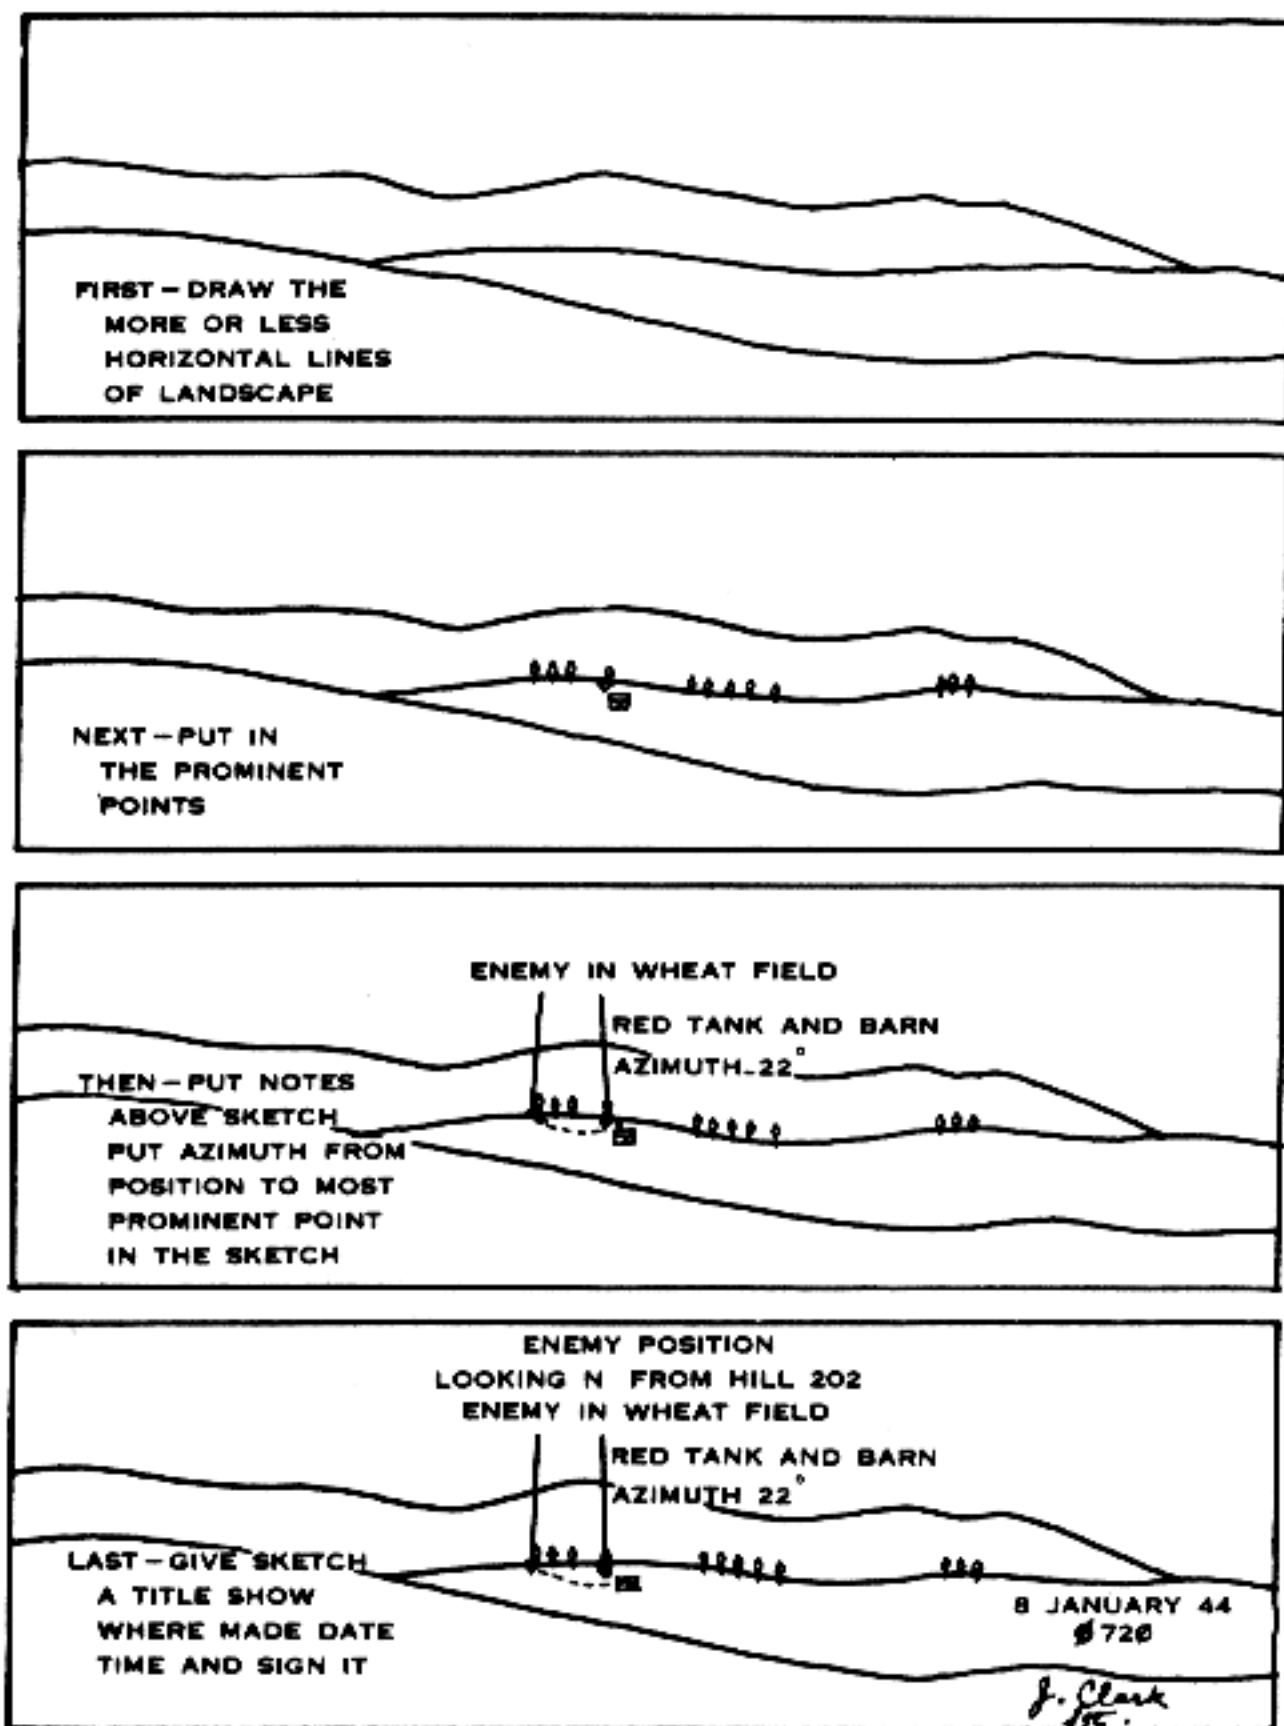 FIRST – DRAW THE
MORE OR LESS
HORIZONTAL LINES
OF LANDSCAPE
NEXT – PUT IN
THE PROMINENT
POINTS
ENEMY IN WHEAT FIELD
RED TANK AND BARN
AZIMUTH-22°
THEN – PUT NOTES
ABOVE SKETCH
PUT AZIMUTH FROM
POSITION TO MOST
PROMINENT POINT
IN THE SKETCH
ENEMY POSITION
LOOKING N FROM HILL 202
ENEMY IN WHEAT FIELD
RED TANK AND BARN
AZIMUTH 22°
LAST – GIVE SKETCH
A TITLE SHOW
WHERE MADE DATE
TIME AND SIGN IT
8 JANUARY 44
Ø72Ø
J. Clark